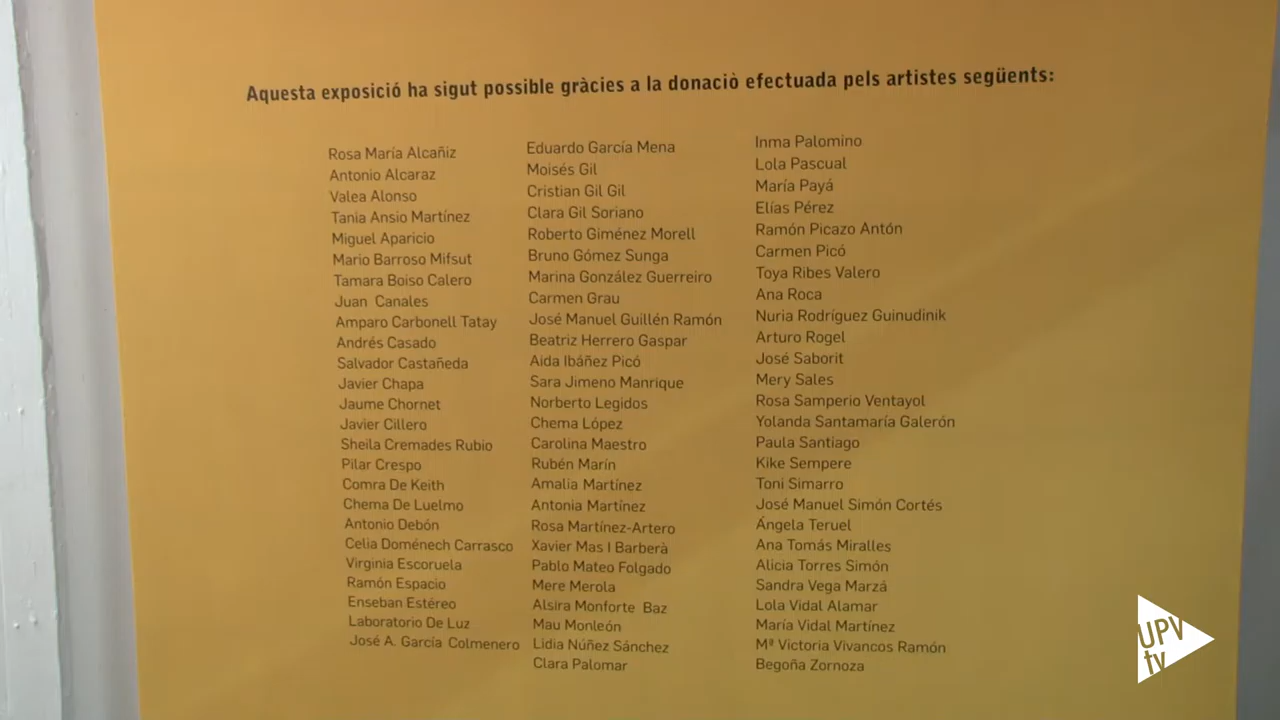 Aquesta exposició ha sigut possible gràcies a la donaciò efectuada pels artistes següents:
Rosa María Alcañiz
Antonio Alcaraz
Valea Alonso
Tania Ansio Martínez
Miguel Aparicio
Mario Barroso Mifsut
Tamara Boiso Calero
Juan Canales
Amparo Carbonell Tatay
Andrés Casado
Salvador Castañeda
Javier Chapa
Jaume Chornet
Javier Cillero
Sheila Cremades Rubio
Pilar Crespo
Comra De Keith
Chema De Luelmo
Antonio Debón
Celia Doménech Carrasco
Virginia Escoruela
Ramón Espacio
Enseban Estéreo
Laboratorio De Luz
José A. García Colmenero
Eduardo García Mena
Moisés Gil
Cristian Gil Gil
Clara Gil Soriano
Roberto Giménez Morell
Bruno Gómez Sunga
Marina González Guerreiro
Carmen Grau
José Manuel Guillén Ramón
Beatriz Herrero Gaspar
Aida Ibáñez Picó
Sara Jimeno Manrique
Norberto Legidos
Chema López
Carolina Maestro
Rubén Marín
Amalia Martínez
Antonia Martínez
Rosa Martínez-Artero
Xavier Mas I Barberà
Pablo Mateo Folgado
Mere Merola
Alsira Monforte Baz
Mau Monleón
Lidia Núñez Sánchez
Clara Palomar
Inma Palomino
Lola Pascual
María Payá
Elías Pérez
Ramón Picazo Antón
Carmen Picó
Toya Ribes Valero
Ana Roca
Nuria Rodríguez Guinudinik
Arturo Rogel
José Saborit
Mery Sales
Rosa Samperio Ventayol
Yolanda Santamaría Galerón
Paula Santiago
Kike Sempere
Toni Simarro
José Manuel Simón Cortés
Ángela Teruel
Ana Tomás Miralles
Alicia Torres Simón
Sandra Vega Marzá
Lola Vidal Alamar
María Vidal Martínez
Mª Victoria Vivancos Ramón
Begoña Zornoza
UPV
tv